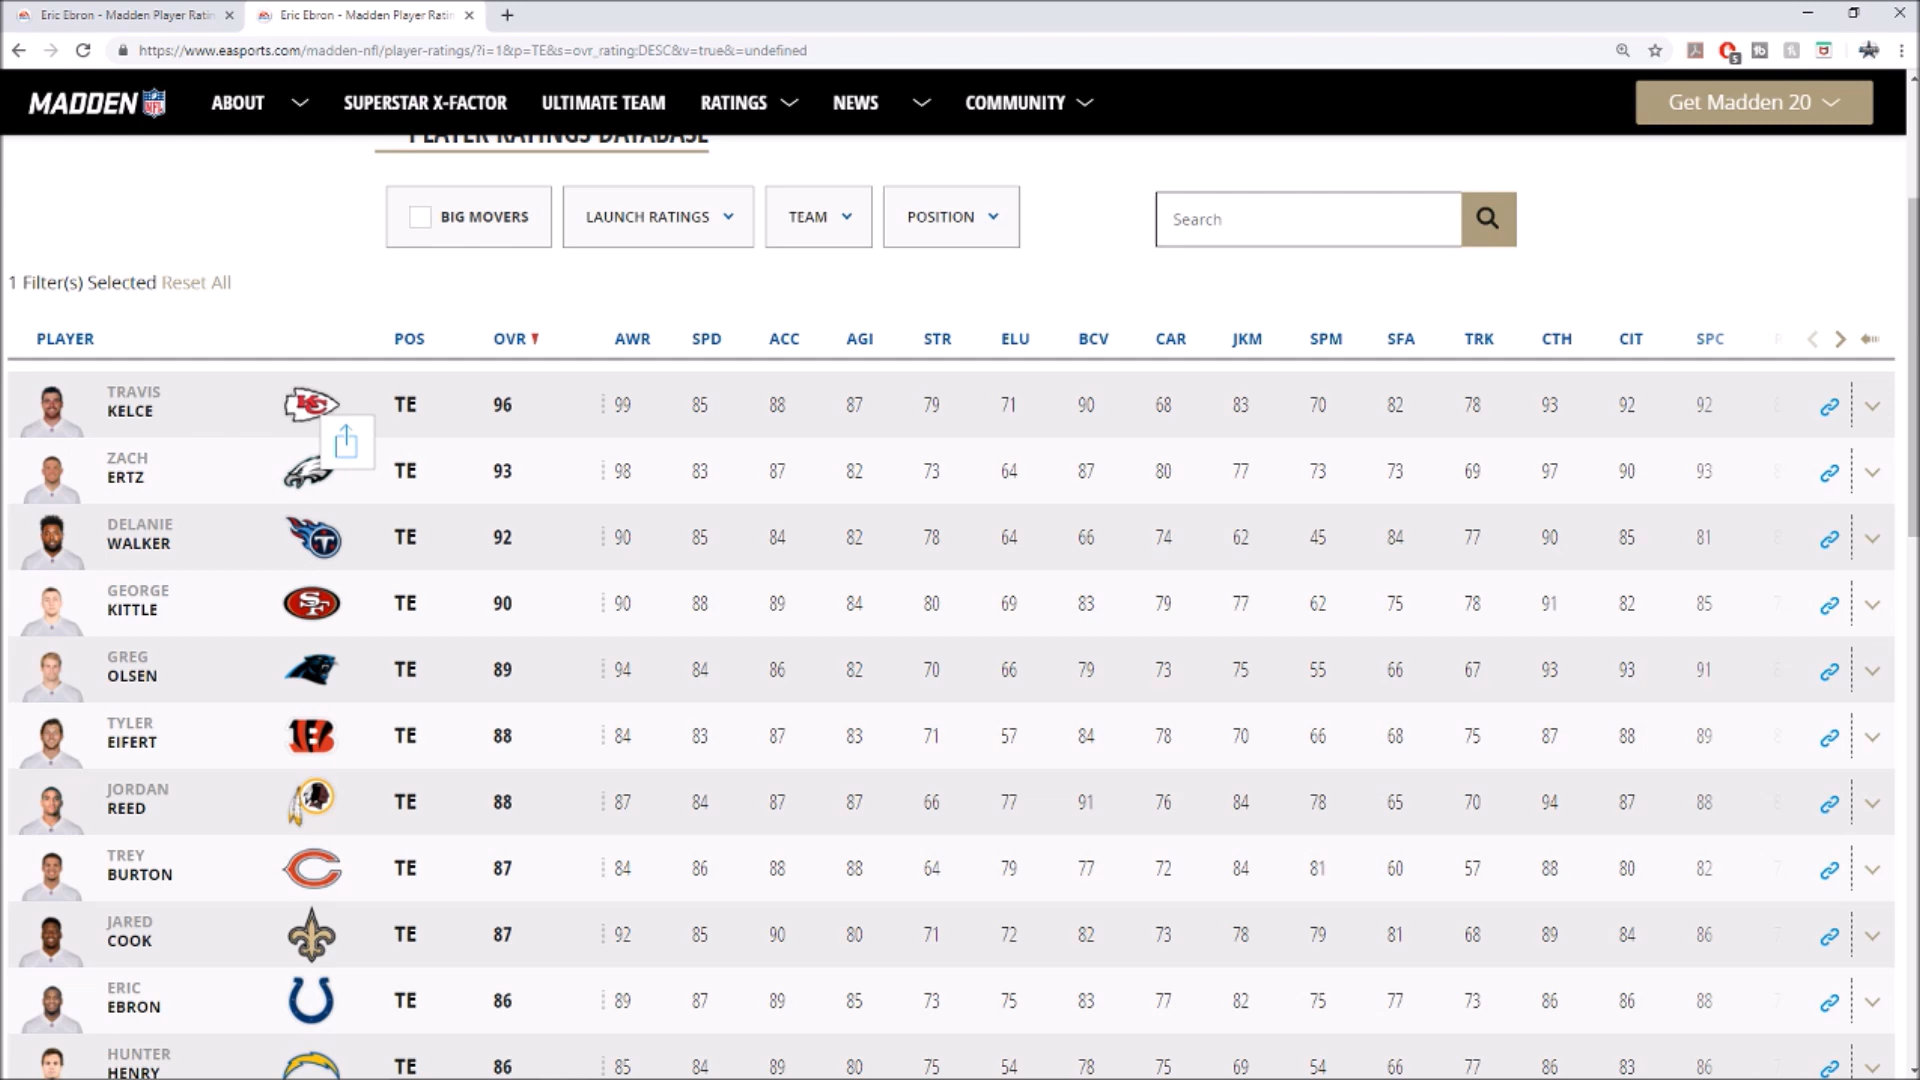 Eric Ebron - Madden Player Ratin
Eric Ebron - Madden Player Ratin
https://www.easports.com/madden-nfl/player-ratings/?i=1&p=TE&s=ovr_rating:DESC&v=true&=undefined
MADDEN NFL ABOUT SUPERSTAR X-FACTOR ULTIMATE TEAM RATINGS NEWS COMMUNITY Get Madden 20
PLAYER RATINGS DATABASE
BIG MOVERS LAUNCH RATINGS TEAM POSITION Search
1 Filter(s) Selected Reset All
PLAYER POS OVR AWR SPD ACC AGI STR ELU BCV CAR JKM SPM SFA TRK CTH CIT SPC
TRAVIS
KELCE TE 96 99 85 88 87 79 71 90 68 83 70 82 78 93 92 92
ZACH
ERTZ TE 93 98 83 87 82 73 64 87 80 77 73 73 69 97 90 93
DELANIE
WALKER TE 92 90 85 84 82 78 64 66 74 62 45 84 77 90 85 81
GEORGE
KITTLE TE 90 90 88 89 84 80 69 83 79 77 62 75 78 91 82 85
GREG
OLSEN TE 89 94 84 86 82 70 66 79 73 75 55 66 67 93 93 91
TYLER
EIFERT TE 88 84 83 87 83 71 57 84 78 70 66 68 75 87 88 89
JORDAN
REED TE 88 87 84 87 87 66 77 91 76 84 78 65 70 94 87 88
TREY
BURTON TE 87 84 86 88 88 64 79 77 72 84 81 60 57 88 80 82
JARED
COOK TE 87 92 85 90 80 71 72 82 73 78 79 81 68 89 84 86
ERIC
EBRON TE 86 89 87 89 85 73 75 83 77 82 75 77 73 86 86 88
HUNTER
HENRY TE 86 85 84 89 80 75 54 78 75 69 54 66 77 86 83 86